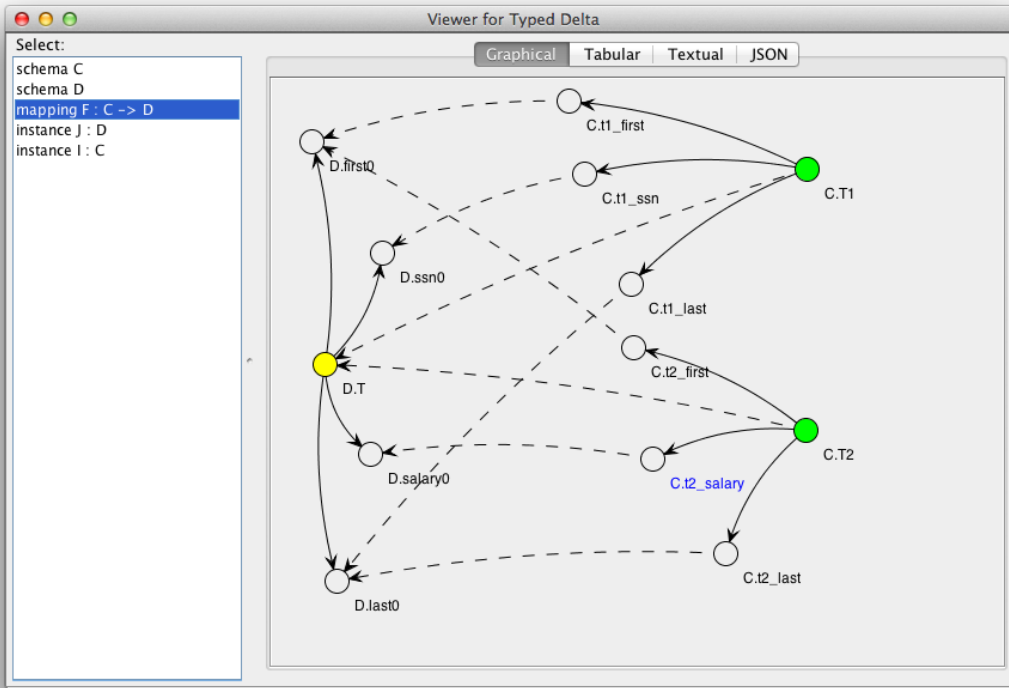 Viewer for Typed Delta
Select:
schema C
schema D
mapping F : C -> D
instance J : D
instance I : C
Graphical Tabular Textual JSON
C.t1_first
D.first0
C.T1
C.t1_ssn
D.ssn0
C.t1_last
C.t2_first
D.T
C.T2
D.salary0
C.t2_salary
C.t2_last
D.last0